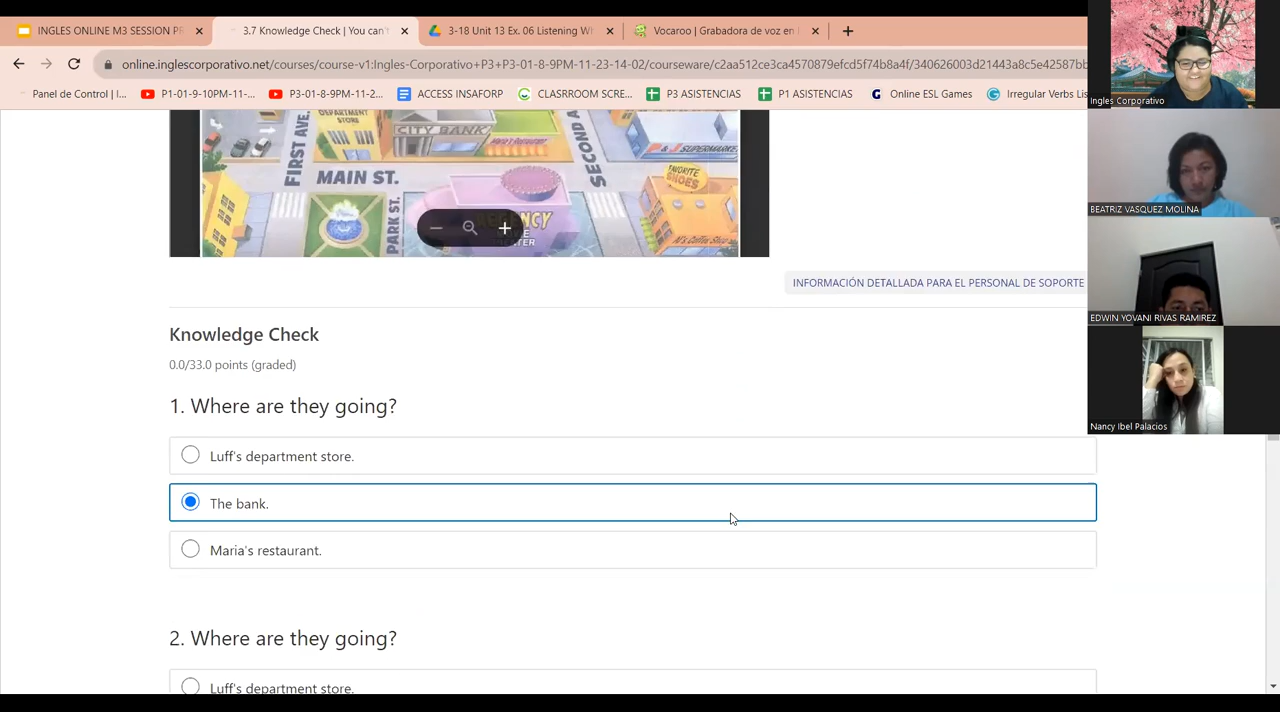 INGLES ONLINE M3 SESSION PR
3.7 Knowledge Check | You can't
3-18 Unit 13 Ex. 06 Listening Wh
Vocaroo | Grabadora de voz en l
online.inglescorporativo.net/courses/course-v1:Ingles-Corporativo+P3+P3-01-8-9PM-11-23-14-02/courseware/c2aa512ce3ca4570879efcd5f74b8a4f/340626003d21443a8c5e42587bb
Panel de Control | I...
P1-01-9-10PM-11-...
P3-01-8-9PM-11-2...
ACCESOS
CLASRROOM SCRE...
P3 ASISTENCIAS
P1 ASISTENCIAS
Online ESL Games
Irregular Verbs Lis
Ingles Corporativo
BEATRIZ VASQUEZ MOLINA
EDWIN YOVANI RIVAS RAMIREZ
Nancy Ibel Palacios
FIRST AVE.
DEPARTMENT
STORE
CITY BANK
SECOND A
P & J SUPERMARKET
MAIN ST.
PARK ST.
FAVORITE
SHOES
INFORMACIÓN DETALLADA PARA EL PERSONAL DE SOPORTE
Knowledge Check
0.0/33.0 points (graded)
1. Where are they going?
Luff's department store.
The bank.
Maria's restaurant.
2. Where are they going?
Luff's department store.